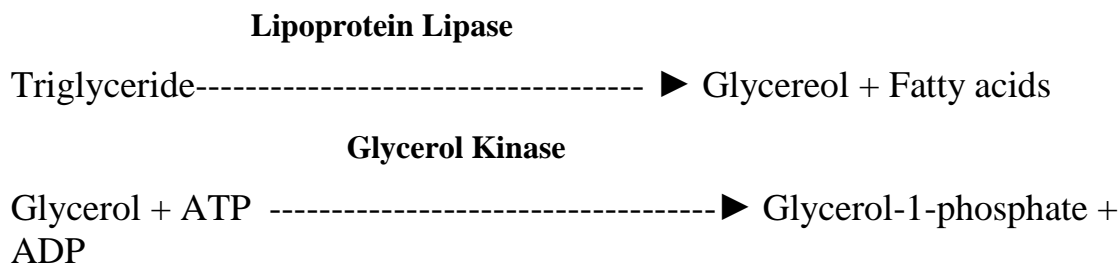 Lipoprotein Lipase
Triglyceride------------------------------------ ► Glycereol + Fatty acids
Glycerol Kinase
Glycerol + ATP ------------------------------------► Glycerol-1-phosphate +
ADP